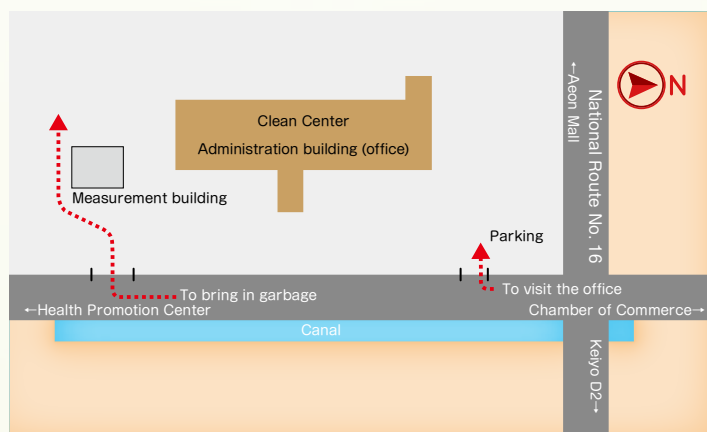 Clean Center
Administration building (office)
Measurement building
Parking
To bring in garbage
To visit the office
←Health Promotion Center
Chamber of Commerce→
Canal
←Aeon Mall
National Route No. 16
Keiyo D2→
N